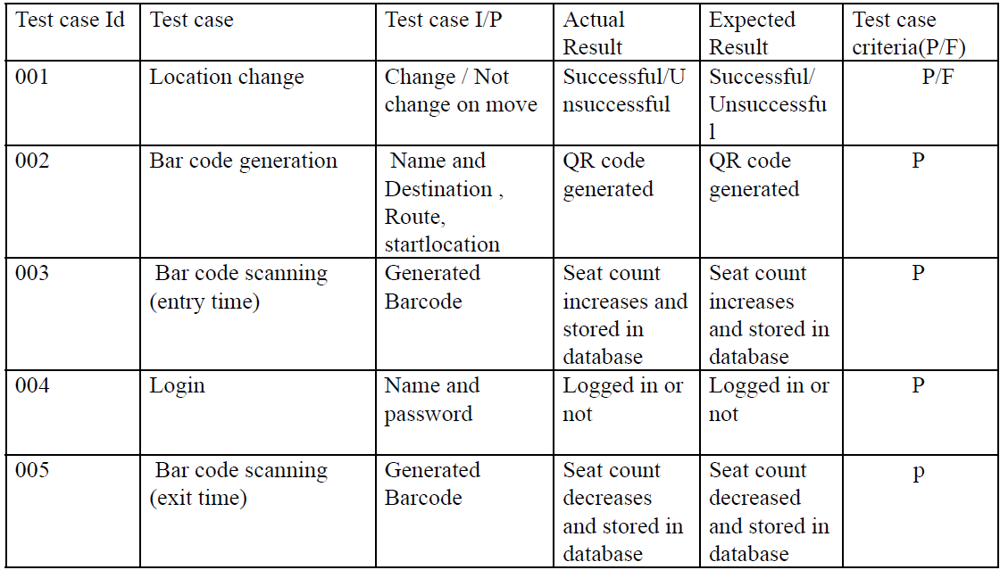 Test case Id Test case Test case I/P Actual Result Expected Result Test case criteria(P/F)
001 Location change Change / Not change on move Successful/Unsuccessful Successful/Unsuccessful P/F
002 Bar code generation Name and Destination , Route, startlocation QR code generated QR code generated P
003 Bar code scanning (entry time) Generated Barcode Seat count increases and stored in database Seat count increases and stored in database P
004 Login Name and password Logged in or not Logged in or not P
005 Bar code scanning (exit time) Generated Barcode Seat count decreases and stored in database Seat count decreased and stored in database p